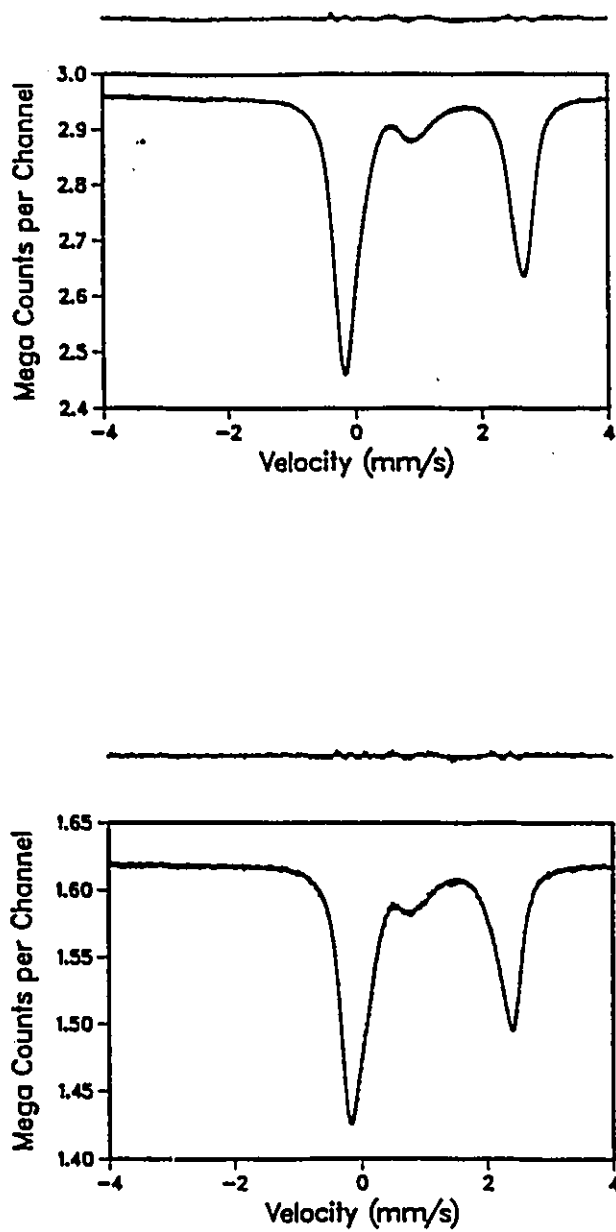 3.0
2.9
2.8
2.7
2.6
2.5
2.4
Mega Counts per Channel
−4 −2 0 2 4
Velocity (mm/s)
1.65
1.60
1.55
1.50
1.45
1.40
Mega Counts per Channel
−4 −2 0 2 4
Velocity (mm/s)